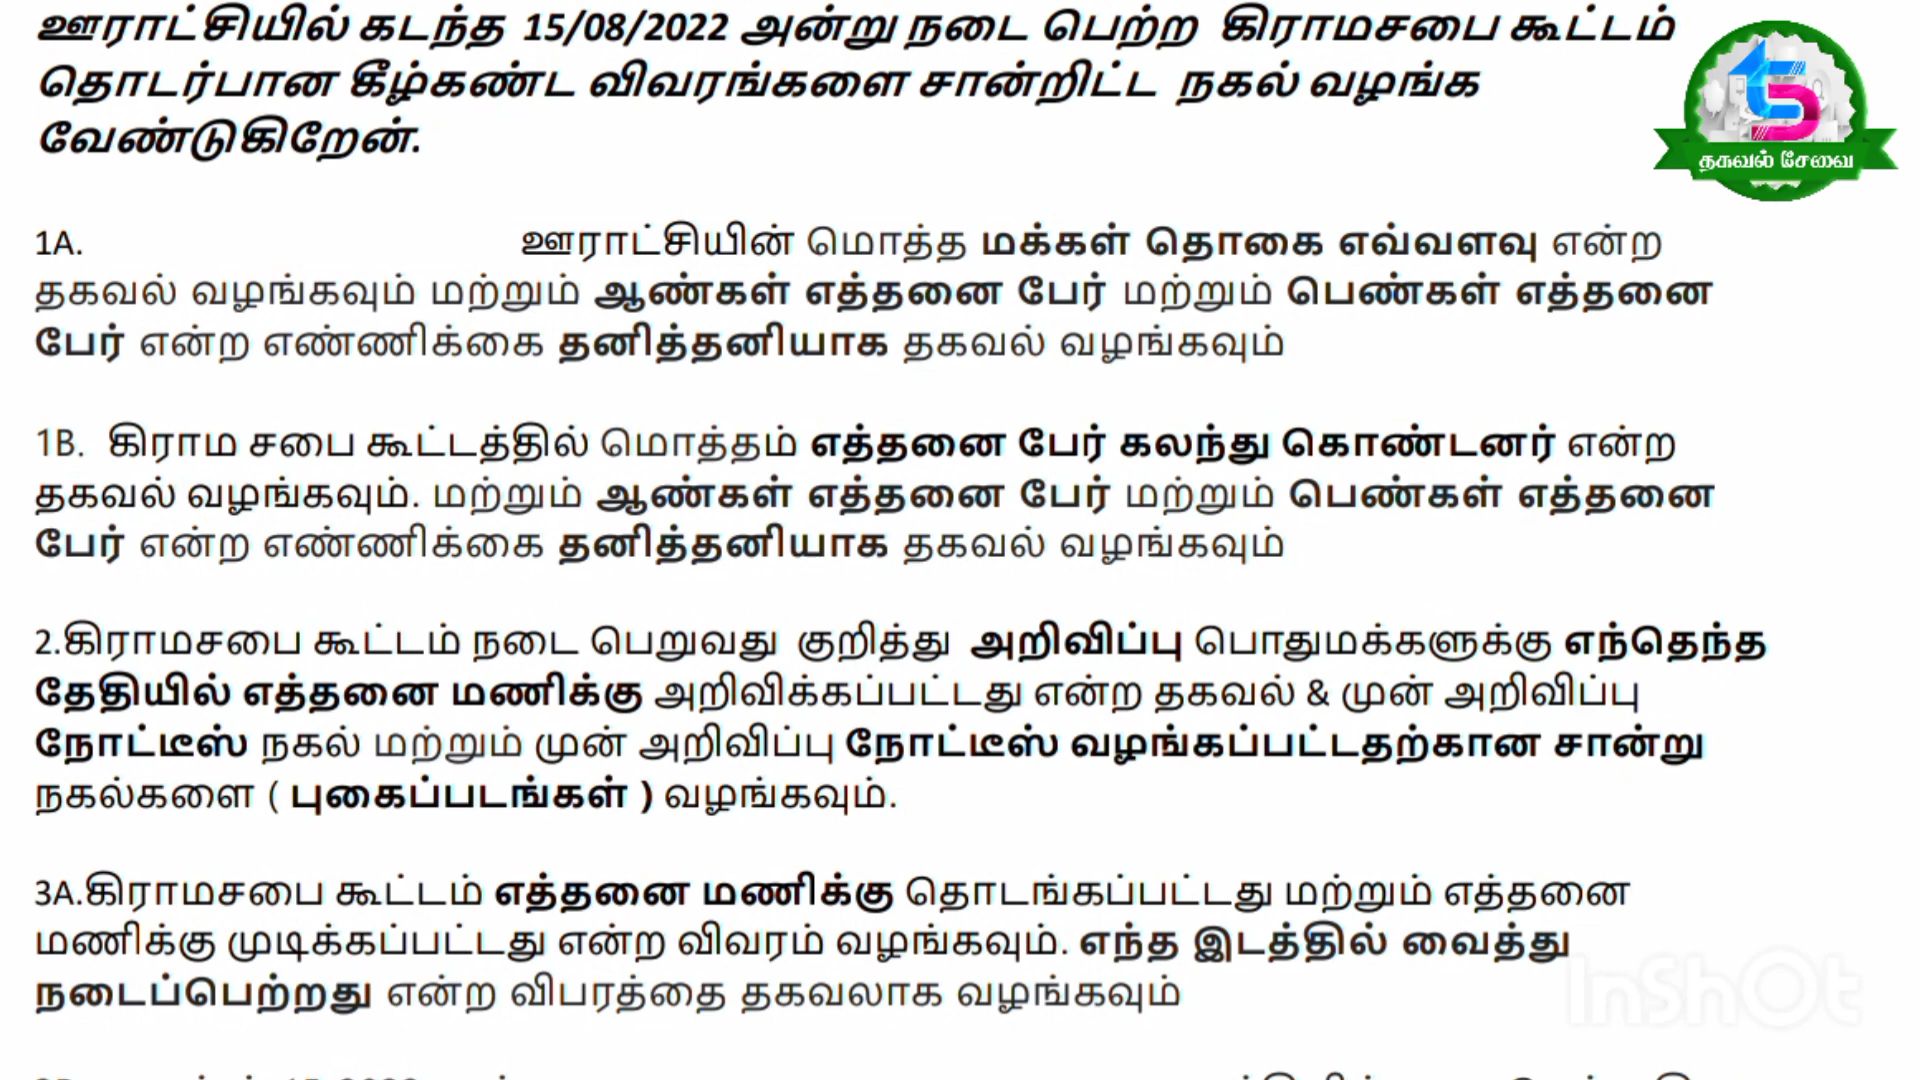 ஊராட்சியில் கடந்த 15/08/2022 அன்று நடை பெற்ற கிராமசபை கூட்டம்
தொடர்பான கீழ்கண்ட விவரங்களை சான்றிட்ட நகல் வழங்க
வேண்டுகிறேன்.
தகவல் சேவை
1A. ஊராட்சியின் மொத்த மக்கள் தொகை எவ்வளவு என்ற
தகவல் வழங்கவும் மற்றும் ஆண்கள் எத்தனை பேர் மற்றும் பெண்கள் எத்தனை
பேர் என்ற எண்ணிக்கை தனித்தனியாக தகவல் வழங்கவும்
1B. கிராம சபை கூட்டத்தில் மொத்தம் எத்தனை பேர் கலந்து கொண்டனர் என்ற
தகவல் வழங்கவும். மற்றும் ஆண்கள் எத்தனை பேர் மற்றும் பெண்கள் எத்தனை
பேர் என்ற எண்ணிக்கை தனித்தனியாக தகவல் வழங்கவும்
2.கிராமசபை கூட்டம் நடை பெறுவது குறித்து அறிவிப்பு பொதுமக்களுக்கு எந்தெந்த
தேதியில் எத்தனை மணிக்கு அறிவிக்கப்பட்டது என்ற தகவல் & முன் அறிவிப்பு
நோட்டீஸ் நகல் மற்றும் முன் அறிவிப்பு நோட்டீஸ் வழங்கப்பட்டதற்கான சான்று
நகல்களை ( புகைப்படங்கள் ) வழங்கவும்.
3A.கிராமசபை கூட்டம் எத்தனை மணிக்கு தொடங்கப்பட்டது மற்றும் எத்தனை
மணிக்கு முடிக்கப்பட்டது என்ற விவரம் வழங்கவும். எந்த இடத்தில் வைத்து
நடைப்பெற்றது என்ற விபரத்தை தகவலாக வழங்கவும்
InShOt